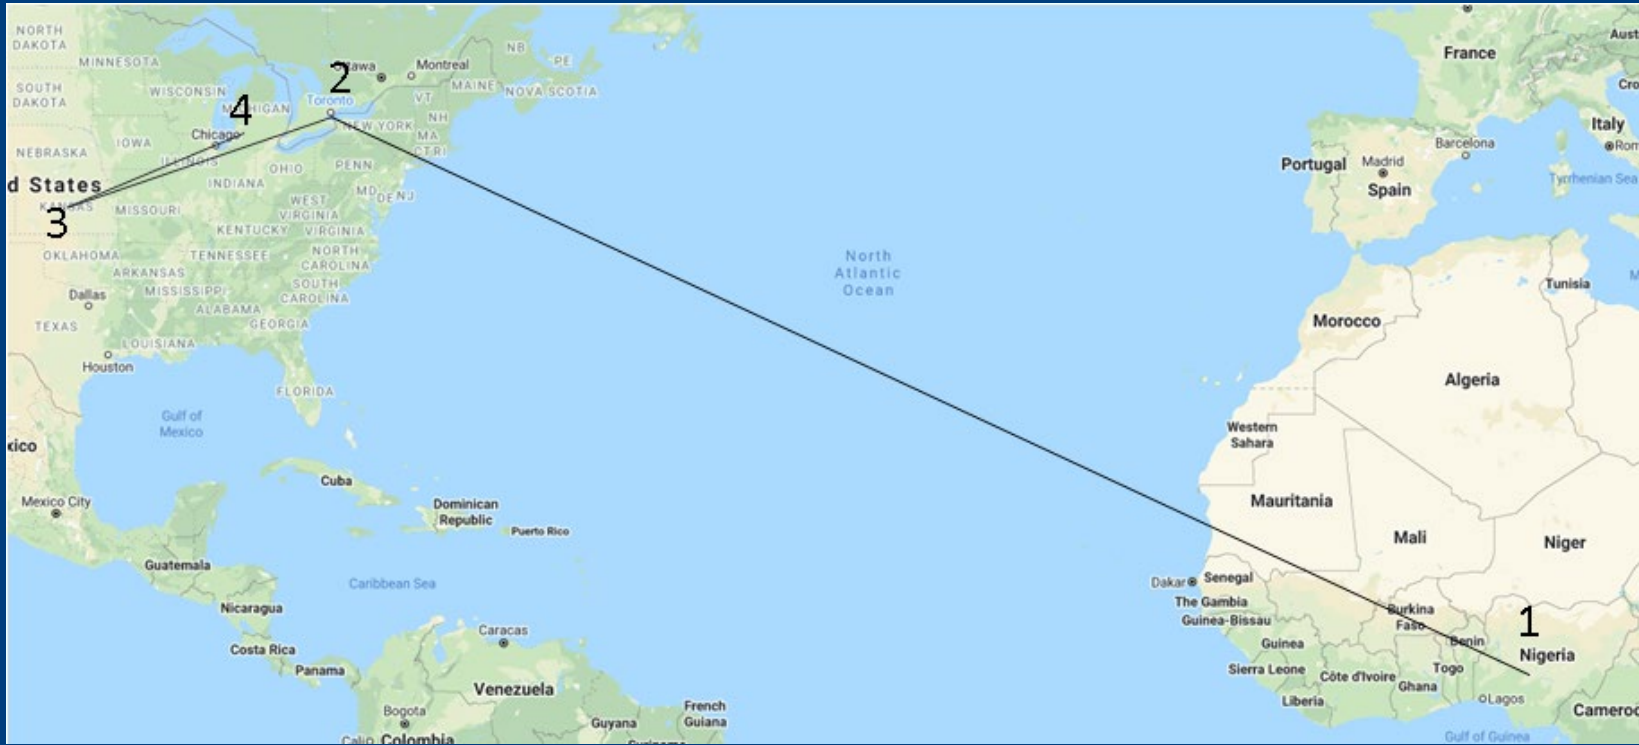 NORTH
DAKOTA
MINNESOTA
SOUTH
DAKOTA
WISCONSIN
MICHIGAN
4
2
Ottawa
Montreal
Toronto
NB
PE
MAINE
NOVA SCOTIA
VT
NH
NEW YORK
MA
CT RI
Chicago
IOWA
NEBRASKA
ILLINOIS
OHIO
PENN
INDIANA
d States
KANSAS
3
MISSOURI
MD
DE
NJ
WEST
VIRGINIA
KENTUCKY
VIRGINIA
OKLAHOMA
TENNESSEE
NORTH
CAROLINA
ARKANSAS
MISSISSIPPI
SOUTH
CAROLINA
Dallas
ALABAMA
GEORGIA
TEXAS
LOUISIANA
Houston
FLORIDA
Gulf of
Mexico
xico
Mexico City
Cuba
Dominican
Republic
Puerto Rico
Guatemala
Caribbean Sea
Nicaragua
Costa Rica
Panama
Caracas
Venezuela
Bogota
Cali
Colombia
Guyana
French
Guiana
North
Atlantic
Ocean
France
Aust
Cro
Italy
Rom
Barcelona
Portugal
Madrid
Spain
Tyrrhenian Sea
Tunisia
M
Morocco
Algeria
Western
Sahara
Mauritania
Mali
Niger
Dakar
Senegal
The Gambia
Guinea-Bissau
Burkina
Faso
1
Benin
Nigeria
Guinea
Sierra Leone
Côte d'Ivoire
Togo
Ghana
Lagos
Liberia
Cameroo
Gulf of Guinea